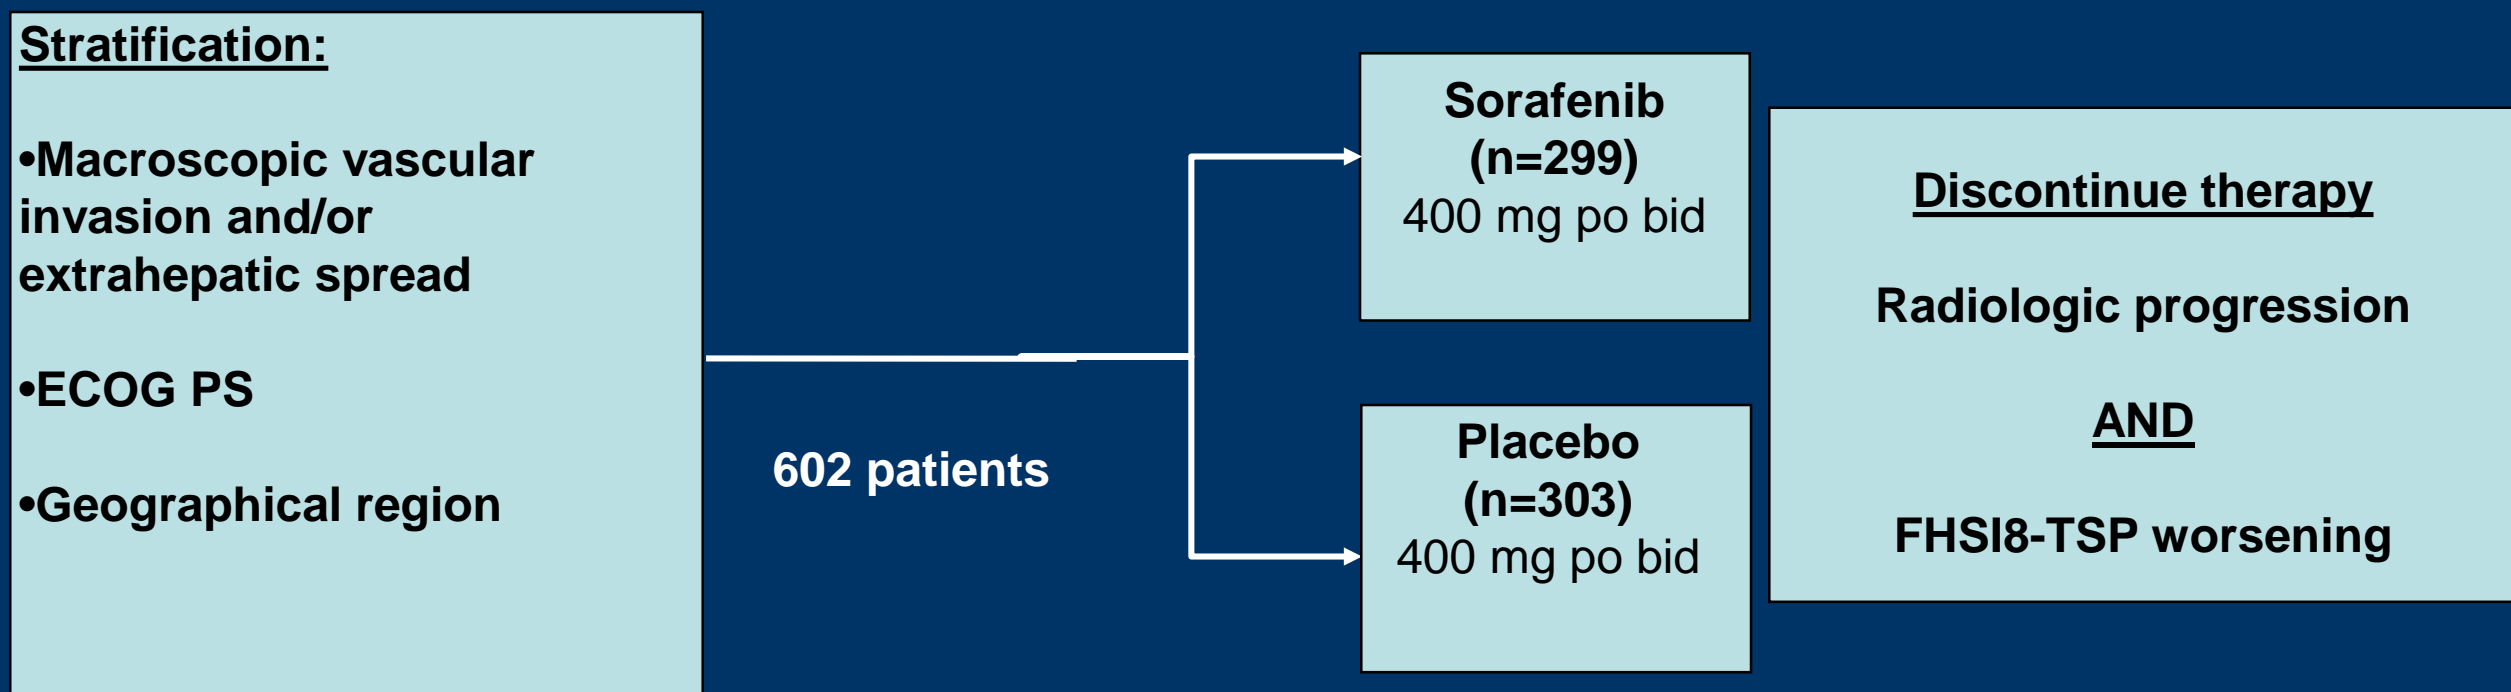 Stratification:
•Macroscopic vascular
invasion and/or
extrahepatic spread
•ECOG PS
•Geographical region
602 patients
Sorafenib
(n=299)
400 mg po bid
Placebo
(n=303)
400 mg po bid
Discontinue therapy
Radiologic progression
AND
FHSI8-TSP worsening